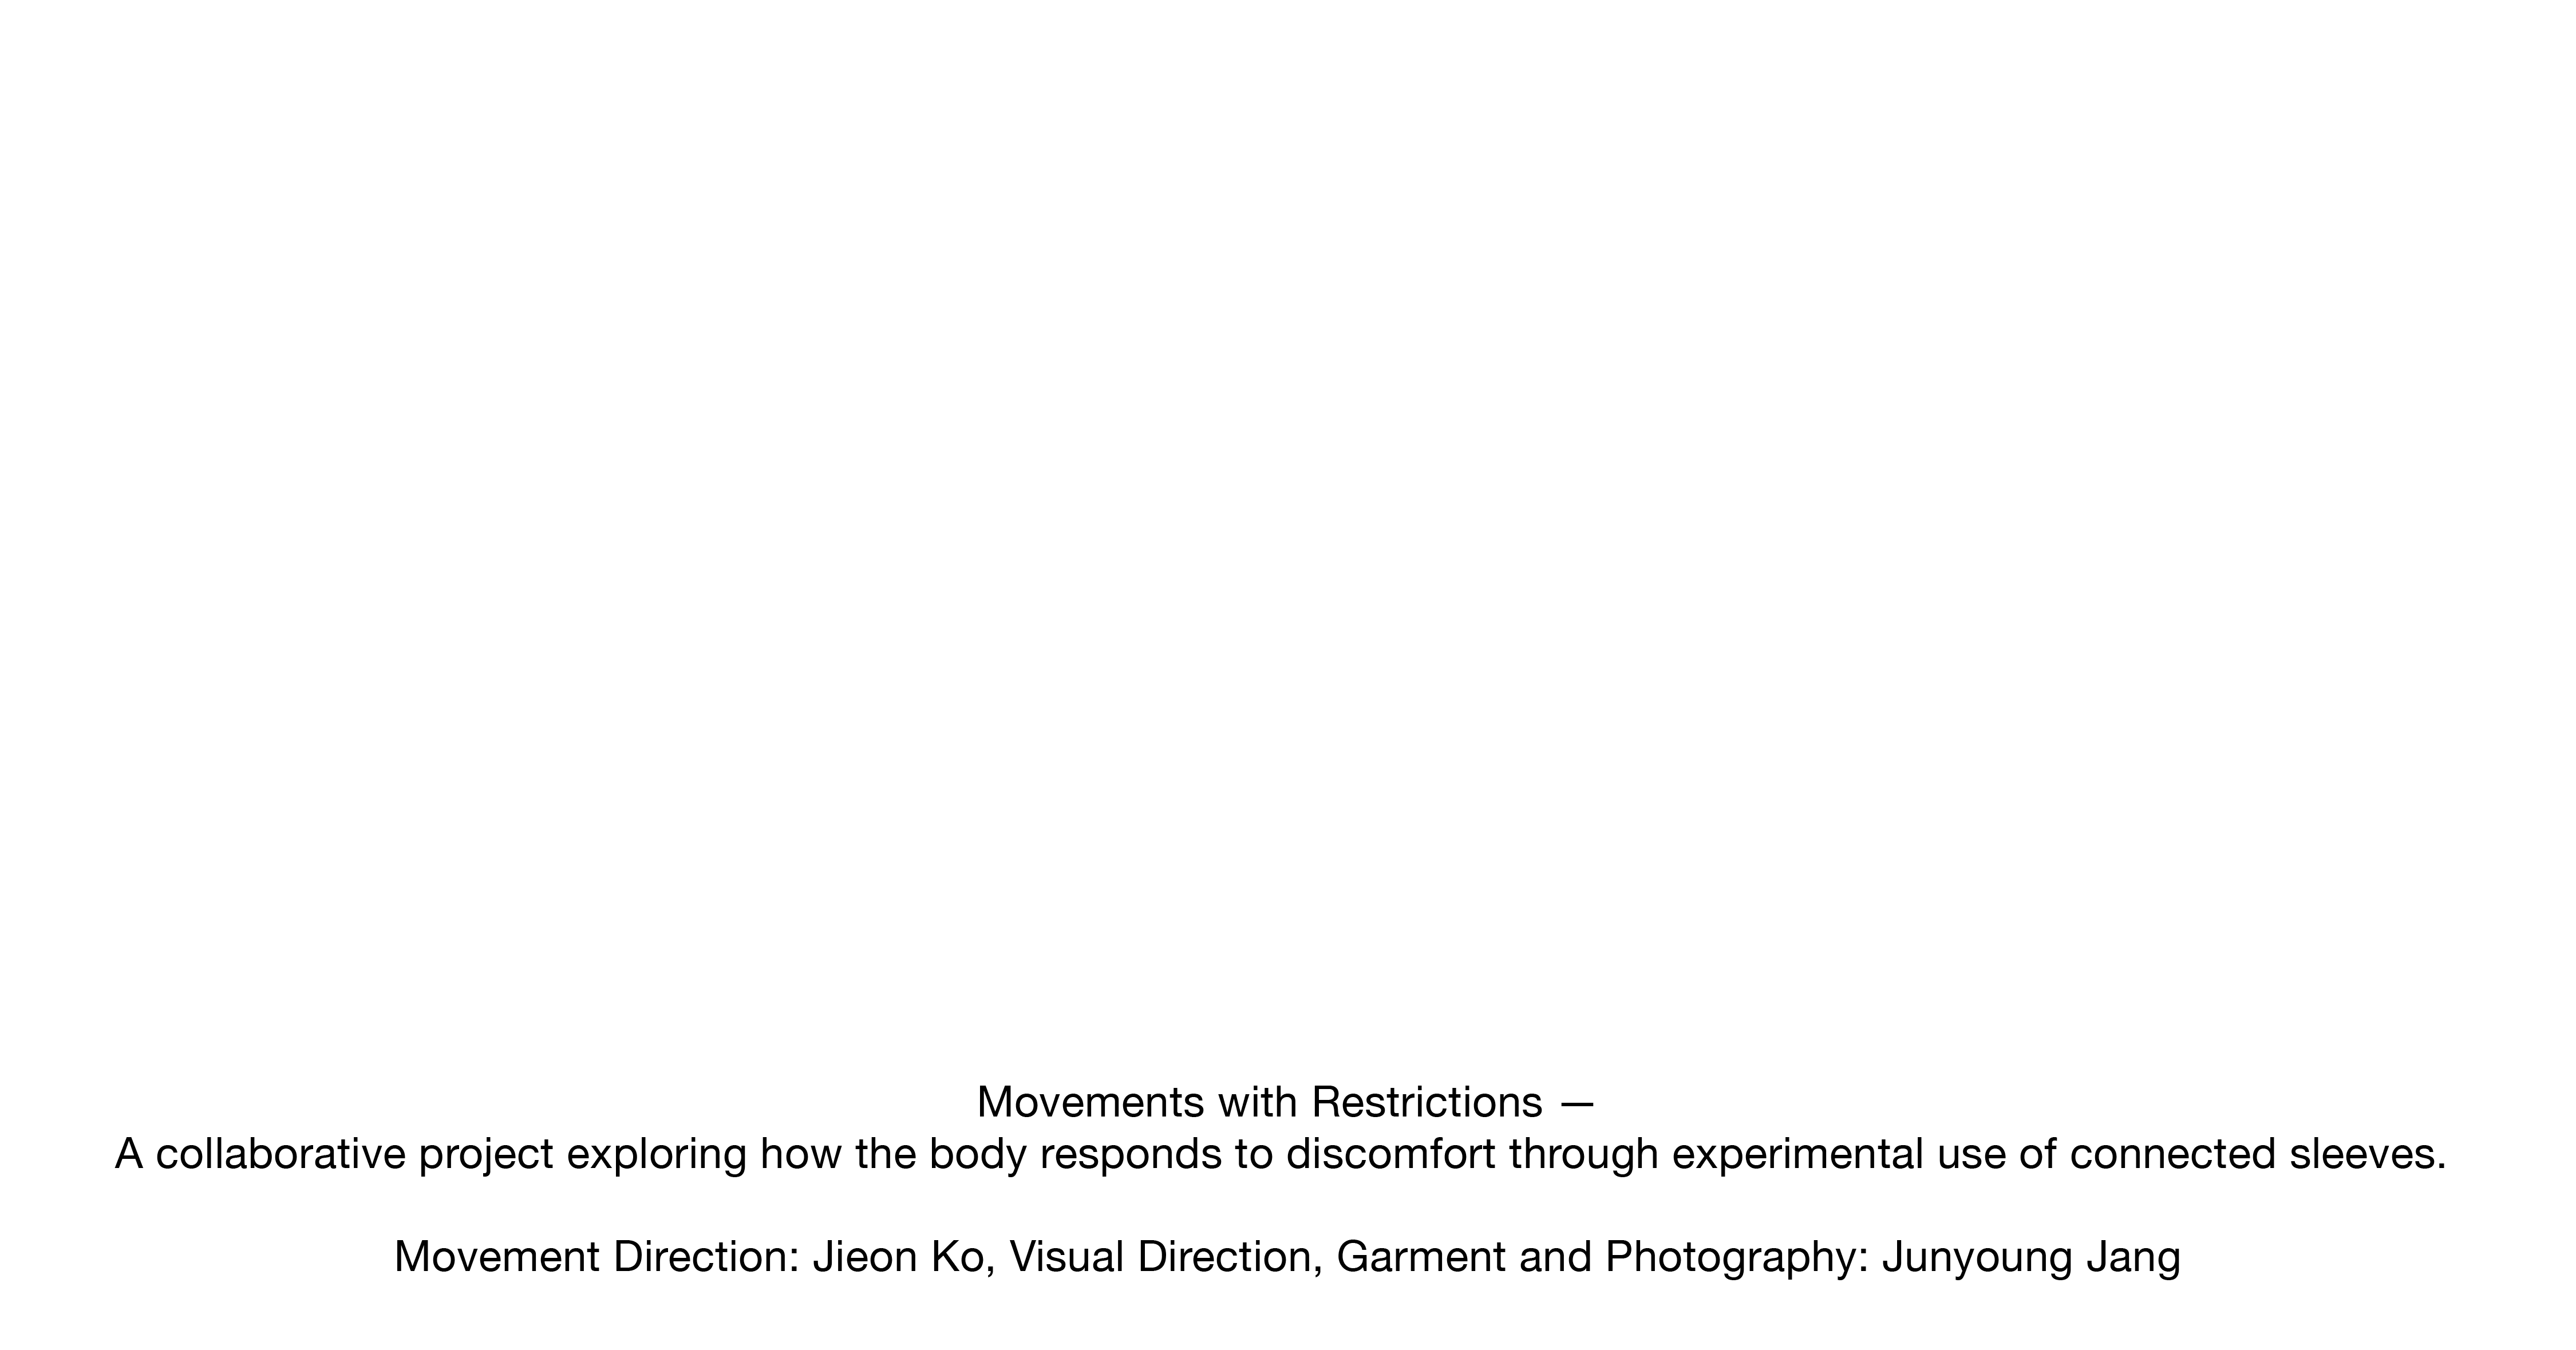 Movements with Restrictions —
A collaborative project exploring how the body responds to discomfort through experimental use of connected sleeves.
Movement Direction: Jieon Ko, Visual Direction, Garment and Photography: Junyoung Jang